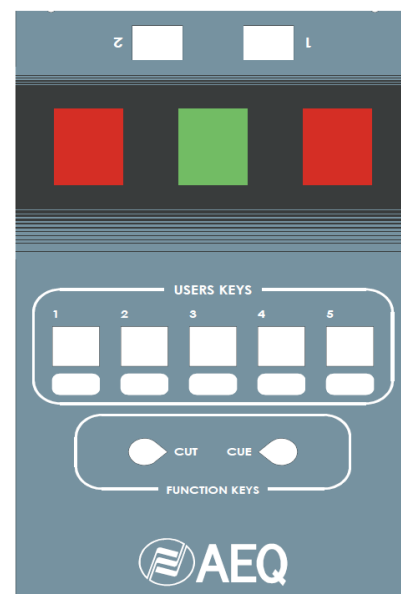 2 1
USERS KEYS
1 2 3 4 5
CUT CUE
FUNCTION KEYS
AEQ